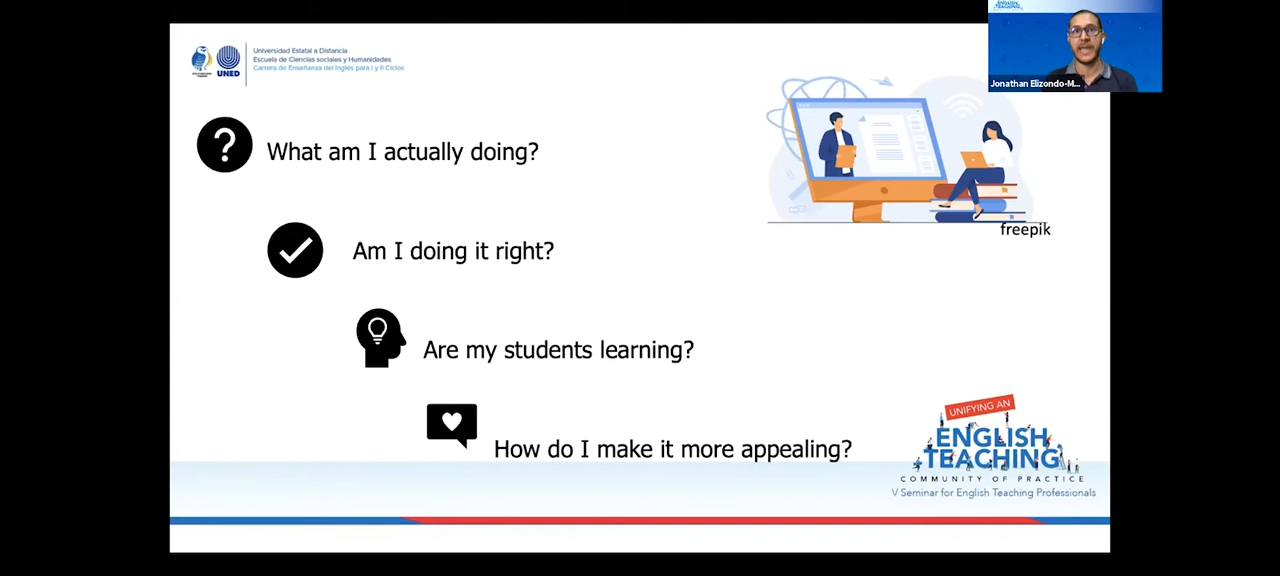 ENGLISH
TEACHING
Jonathan Elizondo-M...
UNED
Universidad Estatal a Distancia
Escuela de Ciencias sociales y Humanidades
Carrera de Enseñanza del Inglés para I y II Ciclos
What am I actually doing?
freepik
Am I doing it right?
Are my students learning?
How do I make it more appealing?
UNIFYING AN
ENGLISH
TEACHING
COMMUNITY OF PRACTICE
V Seminar for English Teaching Professionals